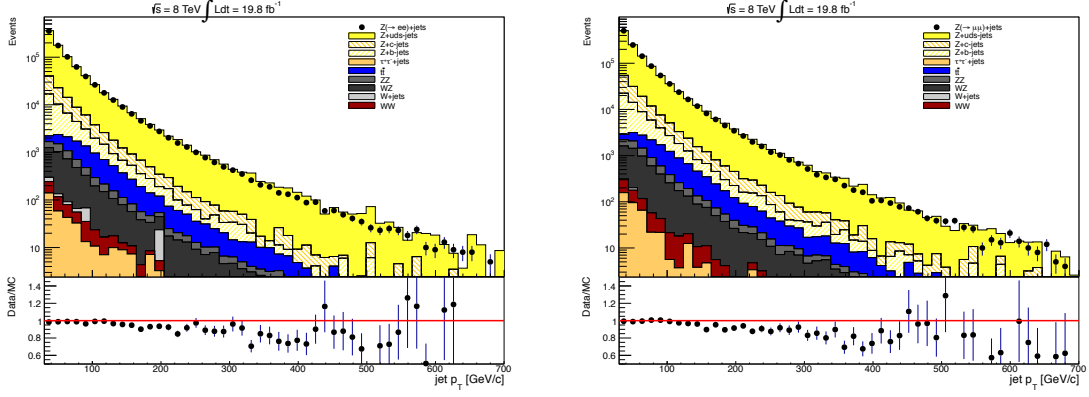 √s = 8 TeV ∫ Ldt = 19.8 fb⁻¹
Events
10⁵
10⁴
10³
10²
10
Z(→ ee)+jets
Z+uds-jets
Z+c-jets
Z+b-jets
τ⁺τ⁻+jets
tt̄
ZZ
WZ
W+jets
WW
Data/MC
1.4
1.2
1
0.8
0.6
100 200 300 400 500 600 700
jet p_T [GeV/c]
√s = 8 TeV ∫ Ldt = 19.8 fb⁻¹
Events
10⁵
10⁴
10³
10²
10
Z(→ μμ)+jets
Z+uds-jets
Z+c-jets
Z+b-jets
τ⁺τ⁻+jets
tt̄
ZZ
WZ
W+jets
WW
Data/MC
1.4
1.2
1
0.8
0.6
100 200 300 400 500 600 700
jet p_T [GeV/c]